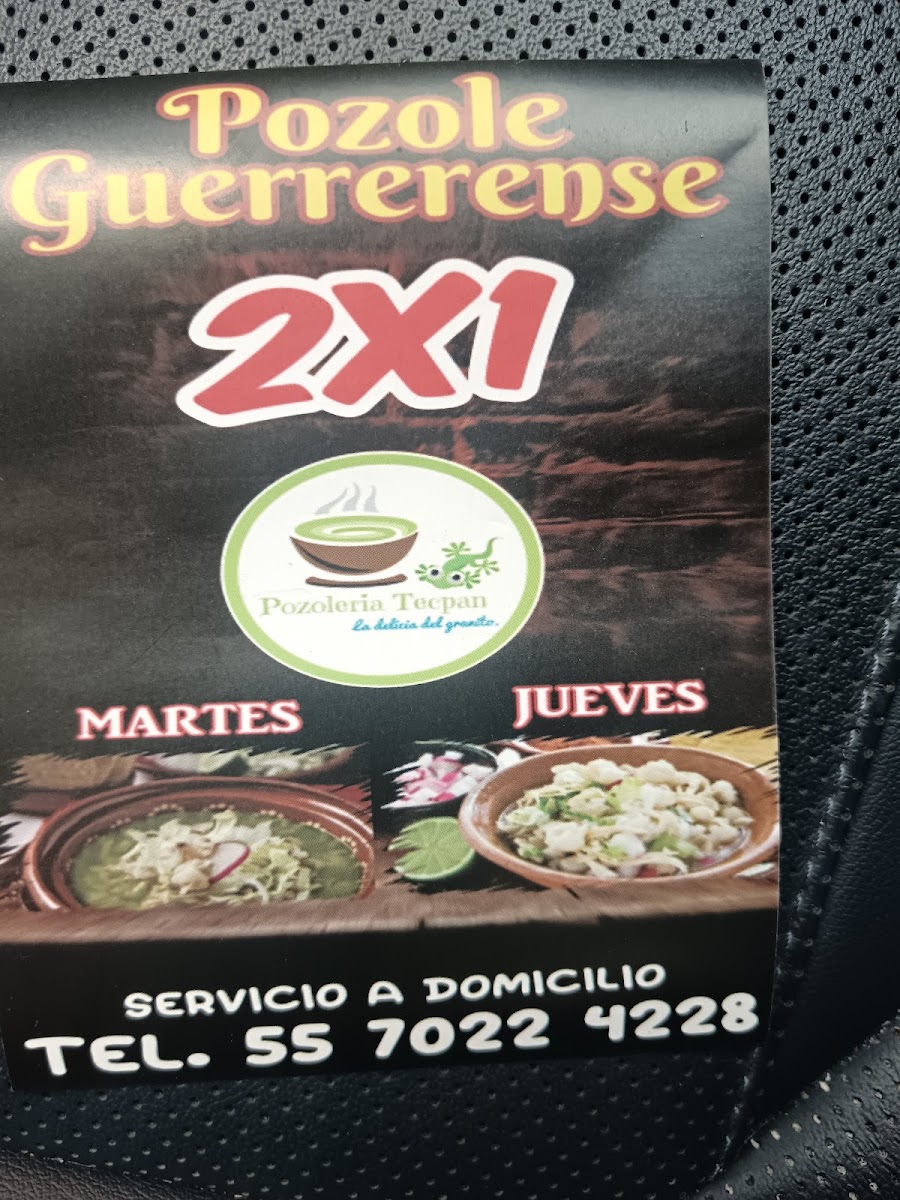 Pozole
Guerrerense
2X1
Pozoleria Tecpan
La delicia del granito.
MARTES
JUEVES
SERVICIO A DOMICILIO
TEL. 55 7022 4228